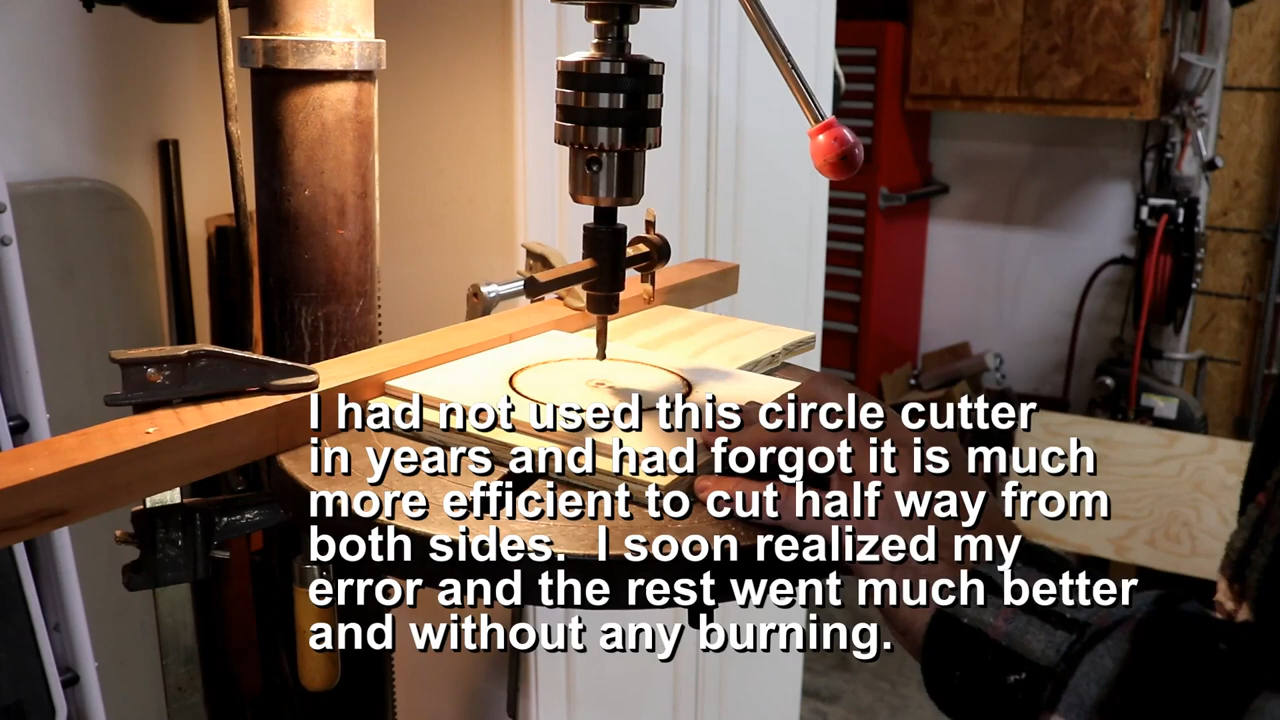 I had not used this circle cutter
in years and had forgot it is much
more efficient to cut half way from
both sides.  I soon realized my
error and the rest went much better
and without any burning.